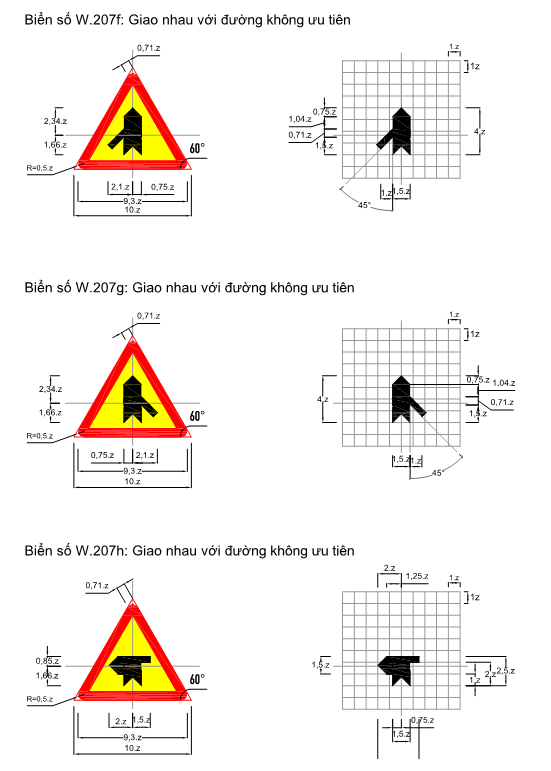 Biển số W.207f: Giao nhau với đường không ưu tiên
0,71.z
1.z
1z
2,34.z
1,66.z
60°
R=0,5.z
2,1.z
0,75.z
9,3.z
10.z
0,75.z
1,04.z
0,71.z
1,5.z
4.z
1.z
1,5.z
45°
Biển số W.207g: Giao nhau với đường không ưu tiên
0,71.z
1.z
1z
2,34.z
1,66.z
60°
R=0,5.z
0,75.z
2,1.z
9,3.z
10.z
4.z
0,75.z
1,04.z
0,71.z
1,5.z
1,5.z
1.z
45°
Biển số W.207h: Giao nhau với đường không ưu tiên
0,71.z
2.z
1,25.z
1.z
1z
0,85.z
1,66.z
60°
R=0,5.z
2.z
1,5.z
9,3.z
10.z
1,5.z
1.z
2.z
2,5.z
0,75.z
1,5.z